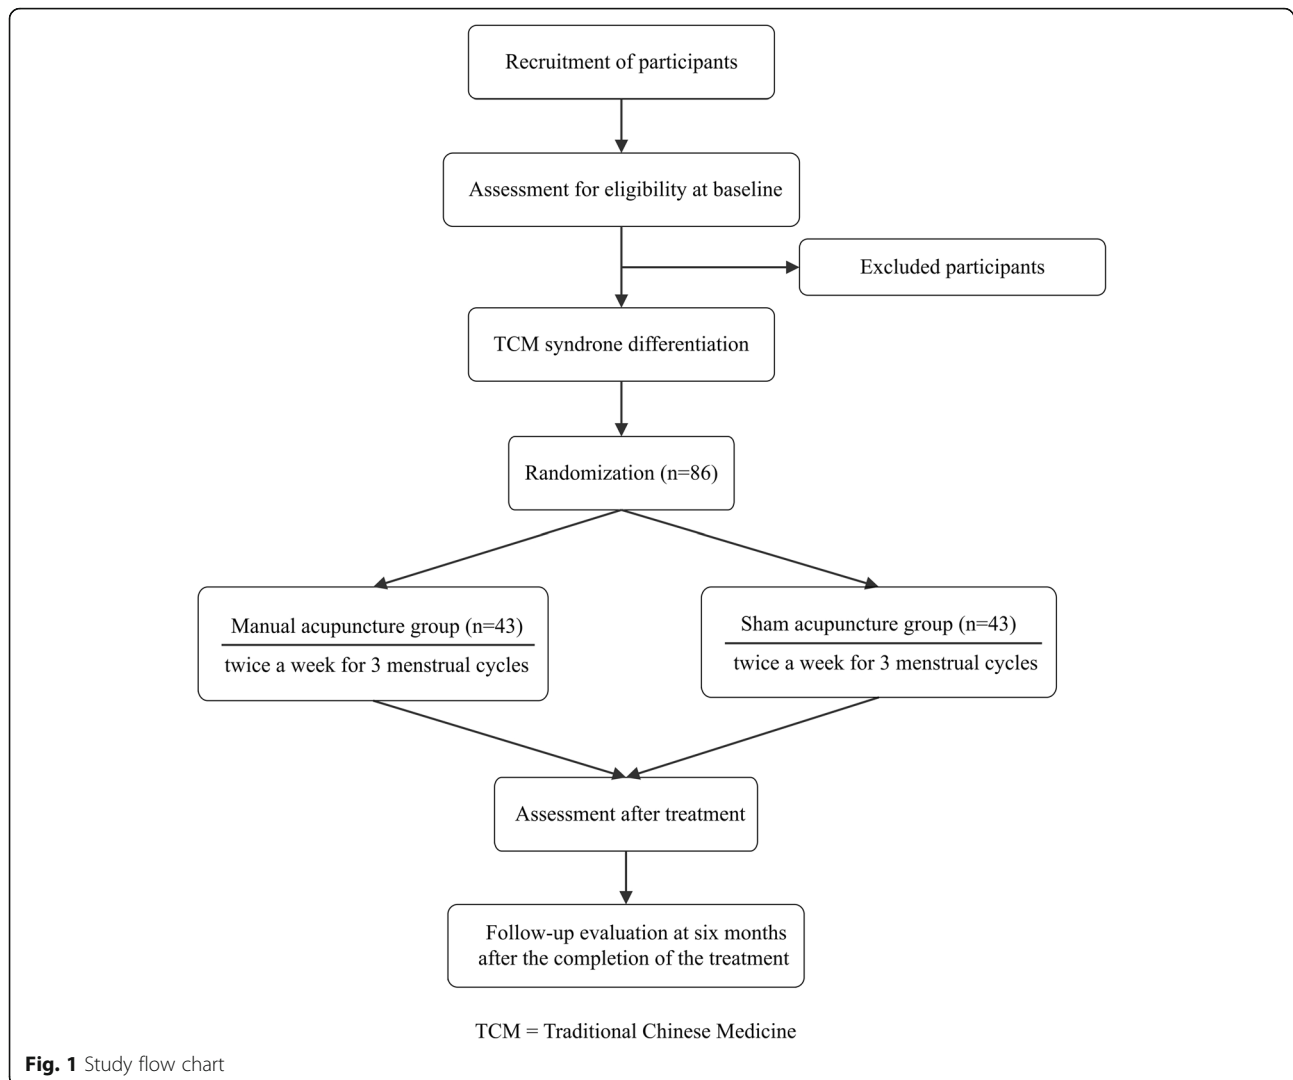 Recruitment of participants
Assessment for eligibility at baseline
Excluded participants
TCM syndrone differentiation
Randomization (n=86)
Manual acupuncture group (n=43)
twice a week for 3 menstrual cycles
Sham acupuncture group (n=43)
twice a week for 3 menstrual cycles
Assessment after treatment
Follow-up evaluation at six months
after the completion of the treatment
TCM = Traditional Chinese Medicine
Fig. 1 Study flow chart